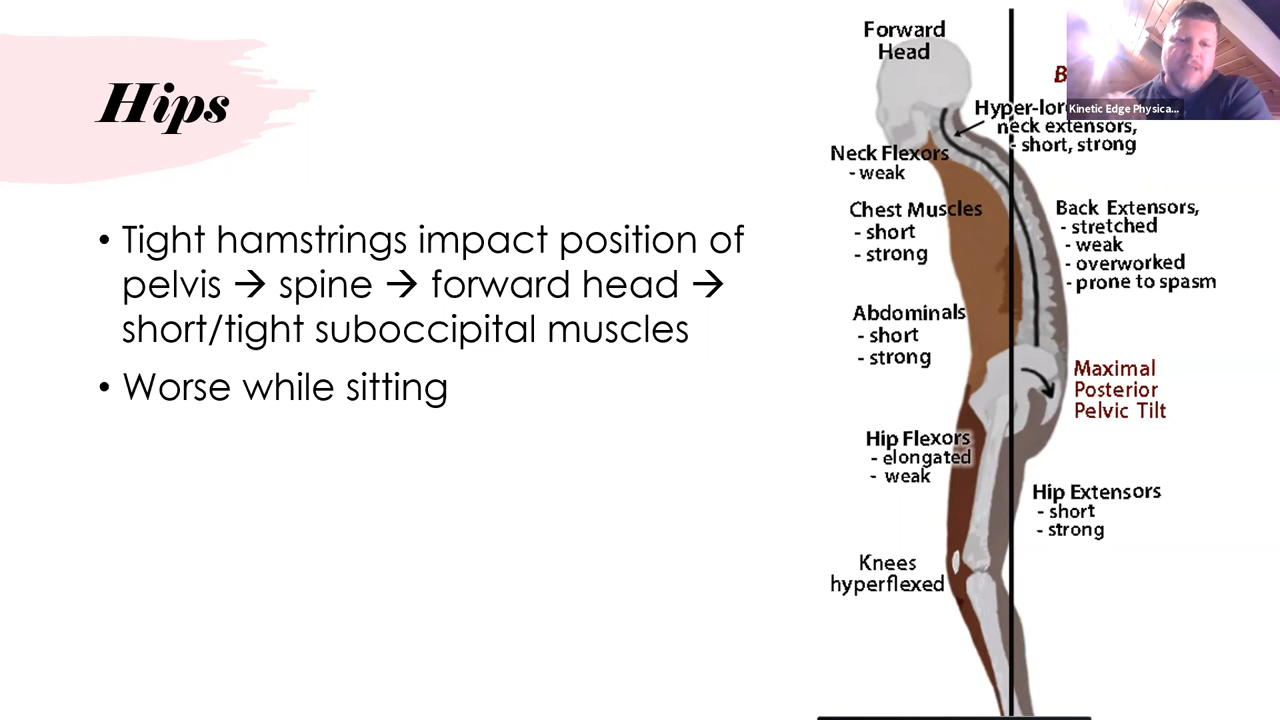 Hips
• Tight hamstrings impact position of
pelvis → spine → forward head →
short/tight suboccipital muscles
• Worse while sitting
Forward
Head
Kinetic Edge Physica...
neck extensors,
- short, strong
Neck Flexors
- weak
Chest Muscles
- short
- strong
Back Extensors,
- stretched
- weak
- overworked
- prone to spasm
Abdominals
- short
- strong
Maximal
Posterior
Pelvic Tilt
Hip Flexors
- elongated
- weak
Hip Extensors
- short
- strong
Knees
hyperflexed